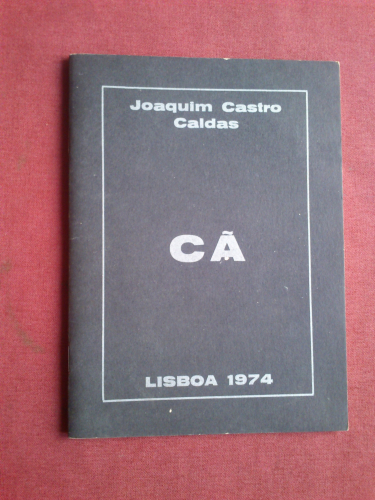 Joaquim Castro
Caldas
CÃ
LISBOA 1974